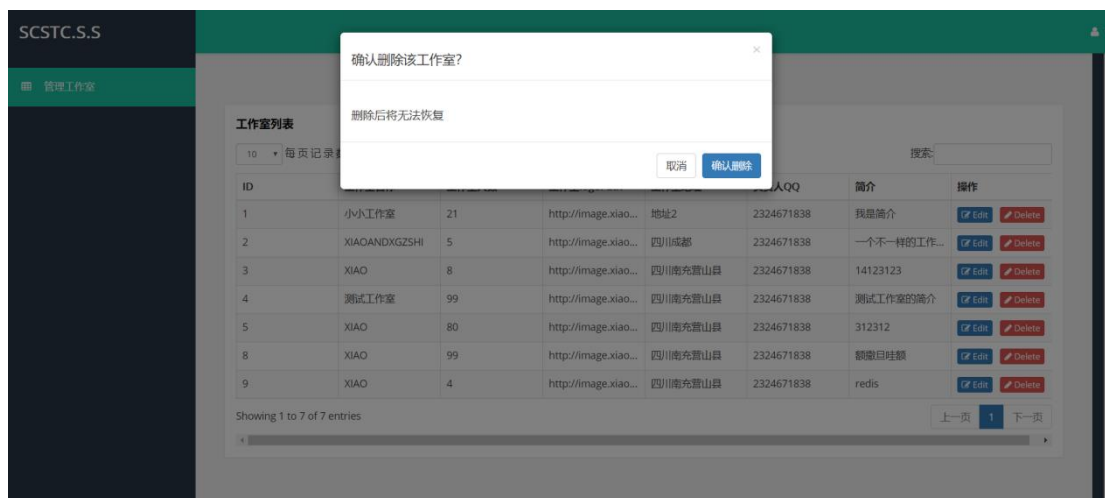 SCSTC.S.S
确认删除该工作室?
×
管理工作室
删除后将无法恢复
工作室列表
10 每页记录
搜索:
取消 确认删除
ID 人QQ 简介 操作
1 小小工作室 21 http://image.xiao... 地址2 2324671838 我是简介 Edit Delete
2 XIAOANDXGZSHI 5 http://image.xiao... 四川成都 2324671838 一个不一样的工作... Edit Delete
3 XIAO 8 http://image.xiao... 四川南充营山县 2324671838 14123123 Edit Delete
4 测试工作室 99 http://image.xiao... 四川南充营山县 2324671838 测试工作室的简介 Edit Delete
5 XIAO 80 http://image.xiao... 四川南充营山县 2324671838 312312 Edit Delete
8 XIAO 99 http://image.xiao... 四川南充营山县 2324671838 额撒旦哇额 Edit Delete
9 XIAO 4 http://image.xiao... 四川南充营山县 2324671838 redis Edit Delete
Showing 1 to 7 of 7 entries
上一页 1 下一页